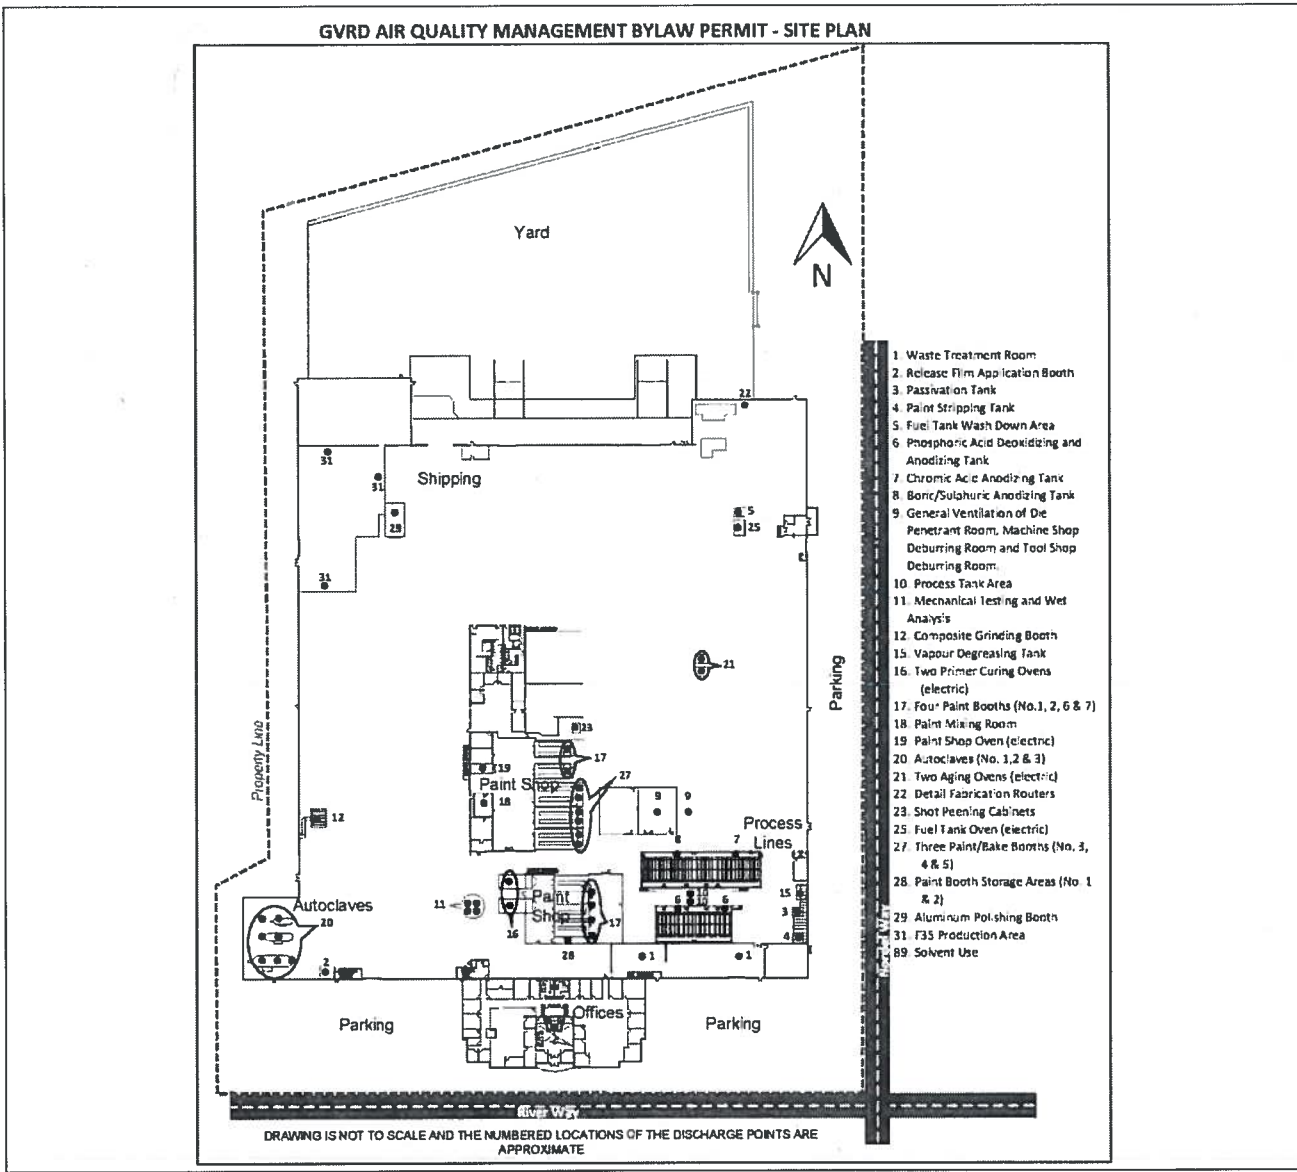 GVRD AIR QUALITY MANAGEMENT BYLAW PERMIT - SITE PLAN
Yard
N
1. Waste Treatment Room
2. Release Film Application Booth
3. Passivation Tank
4. Paint Stripping Tank
5. Fuel Tank Wash Down Area
6. Phosphoric Acid Deoxidizing and
Anodizing Tank
7. Chromic Acid Anodizing Tank
8. Boric/Sulphuric Anodizing Tank
9. General Ventilation of Die
Penetrant Room, Machine Shop
Deburring Room and Tool Shop
Deburring Room.
10. Process Tank Area
11. Mechanical Testing and Wet
Analysis
12. Composite Grinding Booth
15. Vapour Degreasing Tank
16. Two Primer Curing Ovens
(electric)
17. Four Paint Booths (No.1, 2, 6 & 7)
18. Paint Mixing Room
19. Paint Shop Oven (electric)
20. Autoclaves (No. 1,2 & 3)
21. Two Aging Ovens (electric)
22. Detail Fabrication Routers
23. Shot Peening Cabinets
25. Fuel Tank Oven (electric)
27. Three Paint/Bake Booths (No. 3,
4 & 5)
28. Paint Booth Storage Areas (No. 1
& 2)
29. Aluminum Polishing Booth
31. F35 Production Area
89. Solvent Use
22
31
Shipping
31
29
5
25
31
21
Parking
23
Property Line
17
19
27
Paint Shop
18
9
9
12
Process
Lines
8
7
Autoclaves
20
11
16
Paint
Shop
17
10
10
6
6
15
3
4
28
1
1
2
Parking
Offices
Parking
River Way
DRAWING IS NOT TO SCALE AND THE NUMBERED LOCATIONS OF THE DISCHARGE POINTS ARE
APPROXIMATE